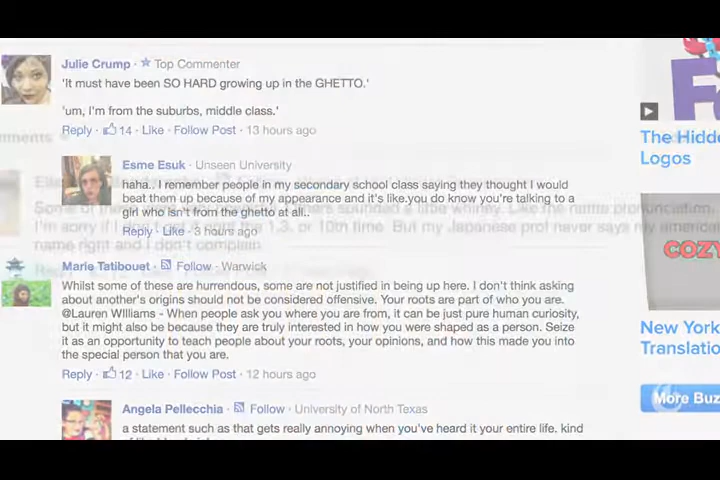 Julie Crump · Top Commenter
'It must have been SO HARD growing up in the GHETTO.'
'um, I'm from the suburbs, middle class.'
Reply · 14 · Like · Follow Post · 13 hours ago
Esme Esuk · Unseen University
haha.. I remember people in my secondary school class saying they thought I would
beat them up because of my appearance and it's like.you do know you're talking to a
girl who isn't from the ghetto at all..
Reply · Like · 3 hours ago
Marie Tatibouet · Follow · Warwick
Whilst some of these are hurrendous, some are not justified in being up here. I don't think asking
about another's origins should not be considered offensive. Your roots are part of who you are.
@Lauren WIlliams - When people ask you where you are from, it can be just pure human curiosity,
but it might also be because they are truly interested in how you were shaped as a person. Seize
it as an opportunity to teach people about your roots, your opinions, and how this made you into
the special person that you are.
Reply · 12 · Like · Follow Post · 12 hours ago
Angela Pellecchia · Follow · University of North Texas
a statement such as that gets really annoying when you've heard it your entire life. kind
The Hidd
Logos
COZY
New York
Translatio
More Buz